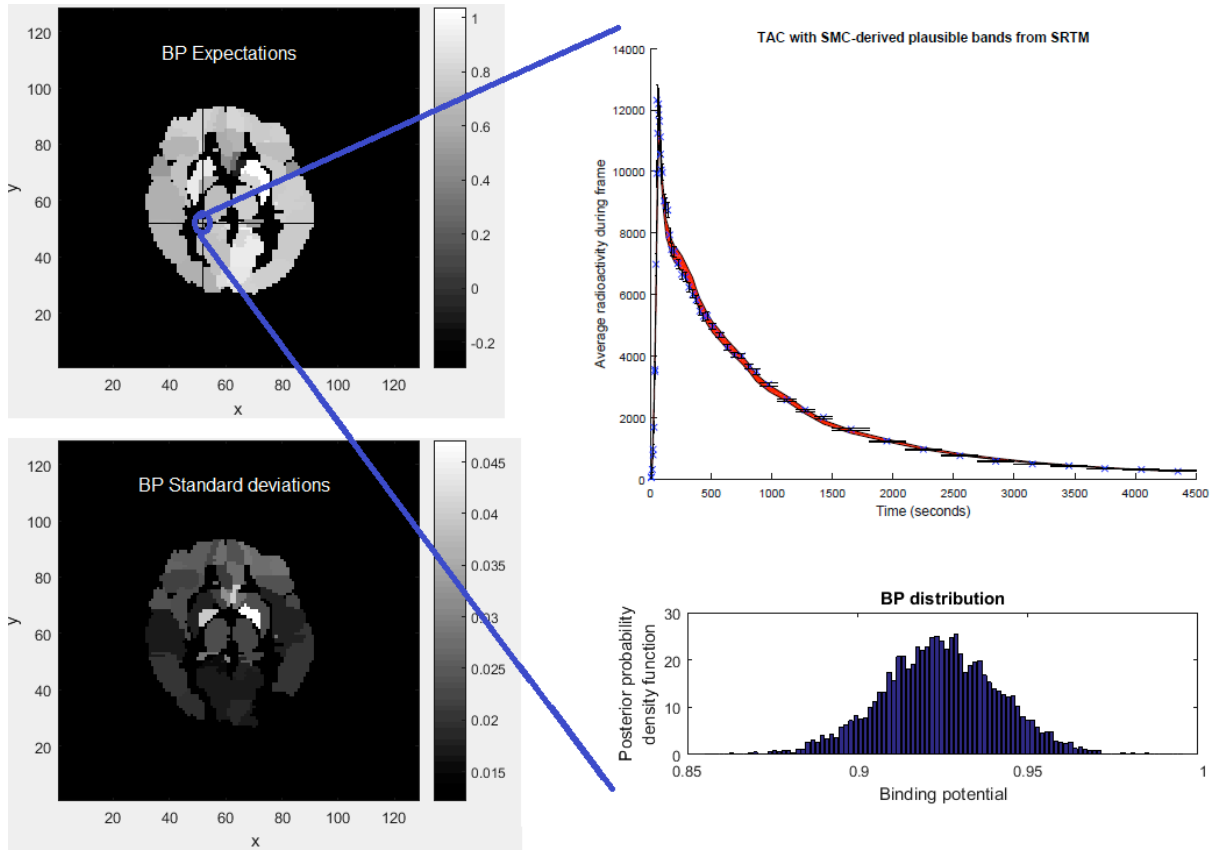 BP Expectations
120
100
80
60
40
20
y
20 40 60 80 100 120
x
1
0.8
0.6
0.4
0.2
0
-0.2
TAC with SMC-derived plausible bands from SRTM
14000
12000
10000
8000
6000
4000
2000
0
Average radioactivity during frame
0 500 1000 1500 2000 2500 3000 3500 4000 4500
Time (seconds)
BP Standard deviations
120
100
80
60
40
20
y
20 40 60 80 100 120
x
0.045
0.04
0.03
0.025
0.02
0.015
BP distribution
30
20
10
0
Posterior probability
density function
0.85 0.9 0.95 1
Binding potential